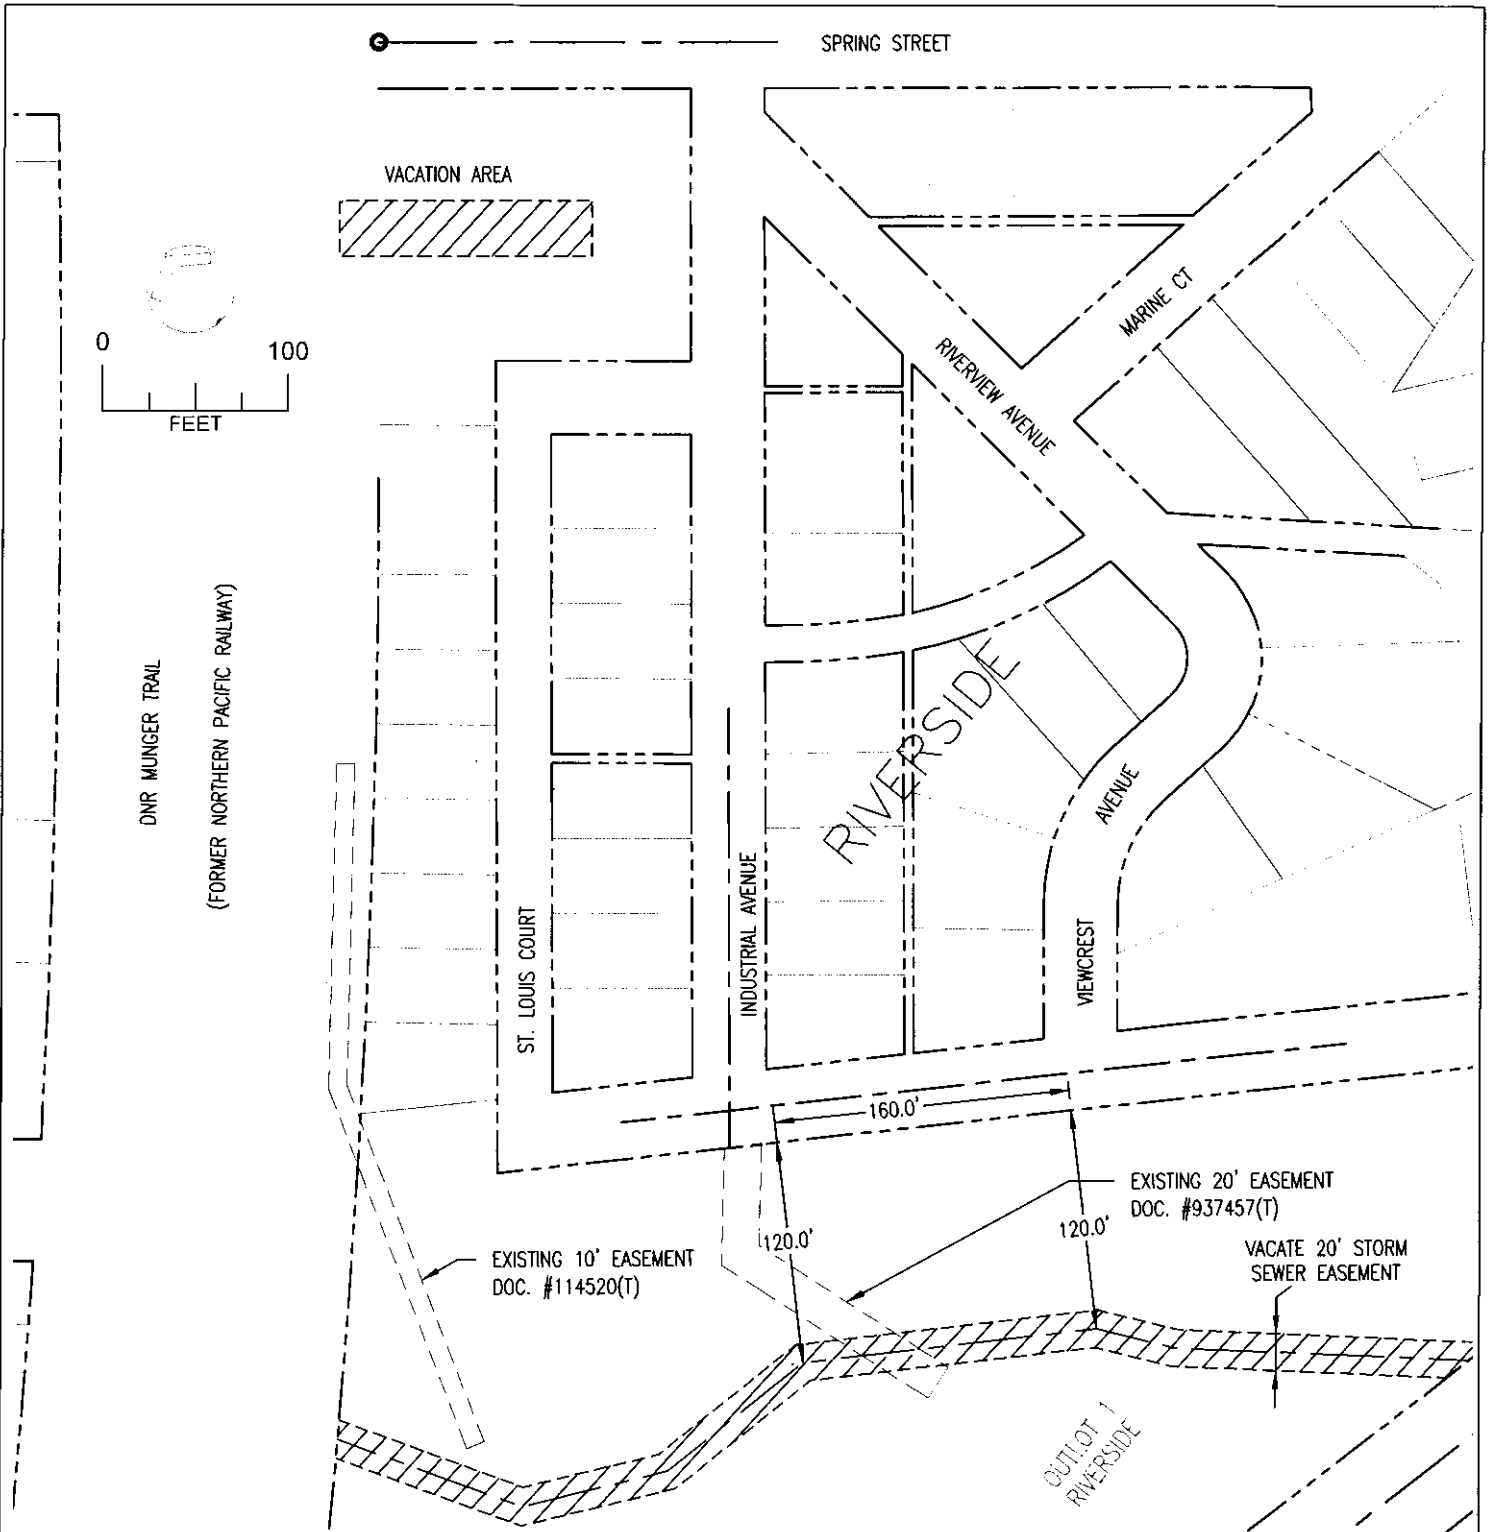 SPRING STREET
VACATION AREA
0 100
FEET
MARINE CT
RIVERVIEW AVENUE
DNR MUNGER TRAIL
(FORMER NORTHERN PACIFIC RAILWAY)
RIVERSIDE
AVENUE
VIEWCREST
INDUSTRIAL AVENUE
ST. LOUIS COURT
160.0'
120.0'
120.0'
EXISTING 20' EASEMENT
DOC. #937457(T)
EXISTING 10' EASEMENT
DOC. #114520(T)
VACATE 20' STORM
SEWER EASEMENT
OUTLOT 1
RIVERSIDE